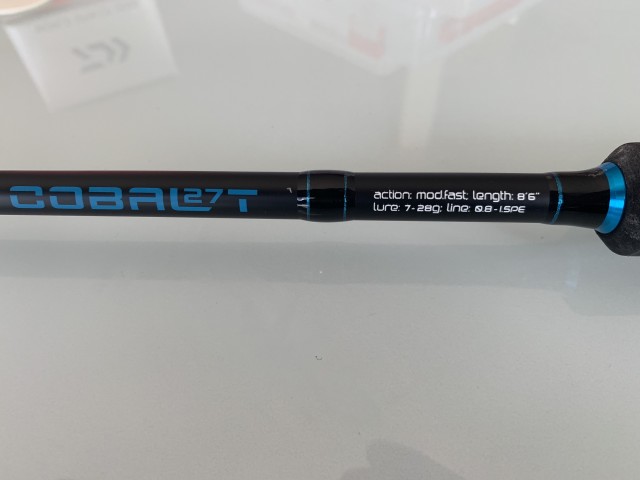 COBALT 27
action: mod.fast length: 8'6"
lure: 7-28g; line: 0.8-1.5PE